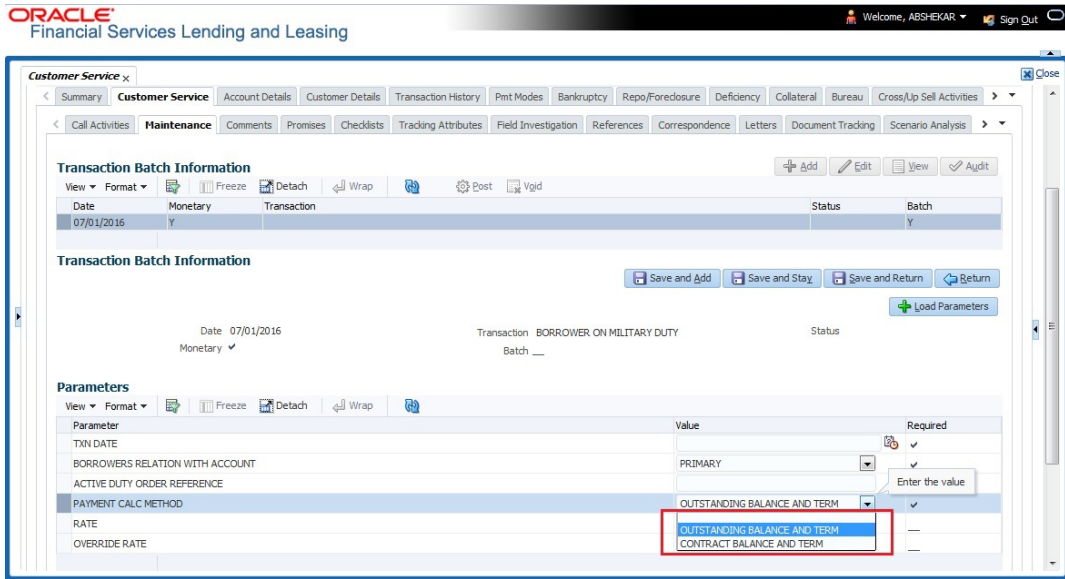 ORACLE
Welcome, ABSHEKAR Sign Out
Financial Services Lending and Leasing
Customer Service x Close
Summary Customer Service Account Details Customer Details Transaction History Pmt Modes Bankruptcy Repo/Foreclosure Deficiency Collateral Bureau Cross/Up Sell Activities
Call Activities Maintenance Comments Promises Checklists Tracking Attributes Field Investigation References Correspondence Letters Document Tracking Scenario Analysis
Transaction Batch Information Add Edit View Audit
View Format Freeze Detach Wrap Post Void
Date Monetary Transaction Status Batch
07/01/2016 Y Y
Transaction Batch Information
Save and Add Save and Stay Save and Return Return
Load Parameters
Date 07/01/2016 Transaction BORROWER ON MILITARY DUTY Status
Monetary Batch
Parameters
View Format Freeze Detach Wrap
Parameter Value Required
TXN DATE
BORROWERS RELATION WITH ACCOUNT PRIMARY
ACTIVE DUTY ORDER REFERENCE Enter the value
PAYMENT CALC METHOD OUTSTANDING BALANCE AND TERM
RATE OUTSTANDING BALANCE AND TERM
OVERRIDE RATE CONTRACT BALANCE AND TERM